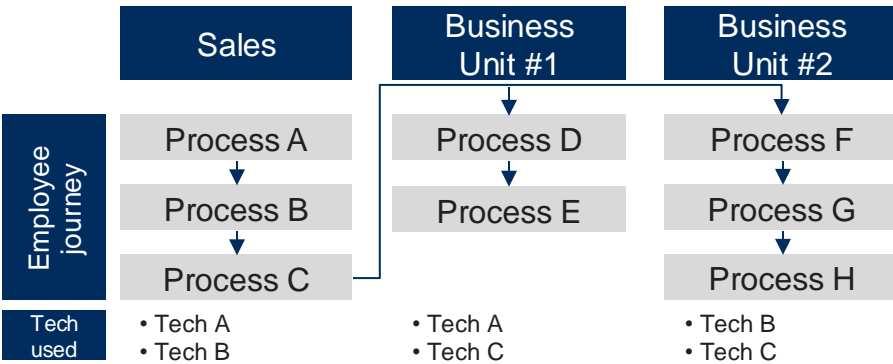 Sales
Business
Unit #1
Business
Unit #2
Employee
journey
Process A
Process D
Process F
Process B
Process E
Process G
Process C
Process H
Tech
used
• Tech A
• Tech B
• Tech A
• Tech C
• Tech B
• Tech C